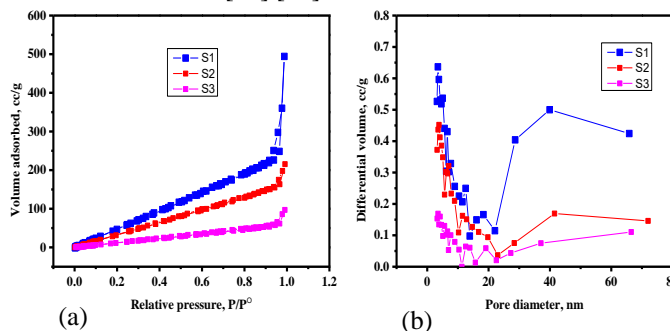 S1
S2
S3
600
500
400
300
200
100
0
0.0 0.2 0.4 0.6 0.8 1.0 1.2
Volume adsorbed, cc/g
Relative pressure, P/P°
(a)
S1
S2
S3
0.8
0.7
0.6
0.5
0.4
0.3
0.2
0.1
0.0
0 20 40 60 8
Differential volume, cc/g
Pore diameter, nm
(b)